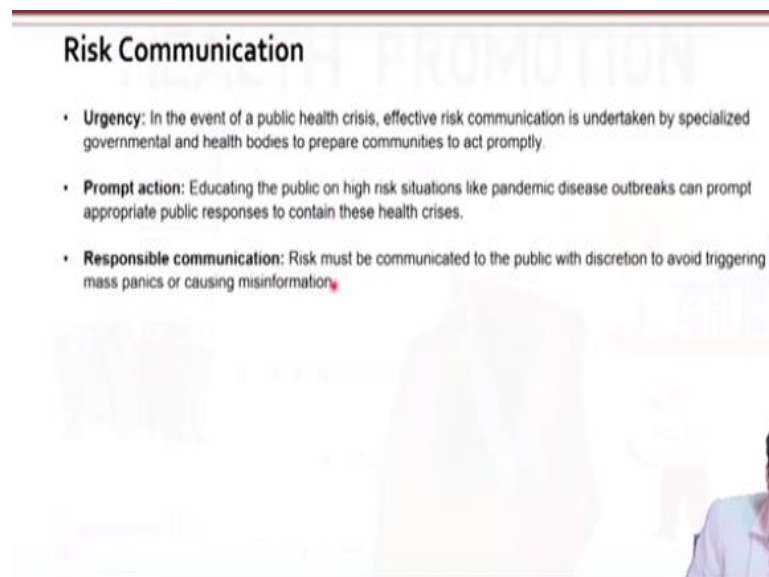 HEALTH PROMOTION
Risk Communication
• Urgency: In the event of a public health crisis, effective risk communication is undertaken by specialized
governmental and health bodies to prepare communities to act promptly.
• Prompt action: Educating the public on high risk situations like pandemic disease outbreaks can prompt
appropriate public responses to contain these health crises.
• Responsible communication: Risk must be communicated to the public with discretion to avoid triggering
mass panics or causing misinformation.